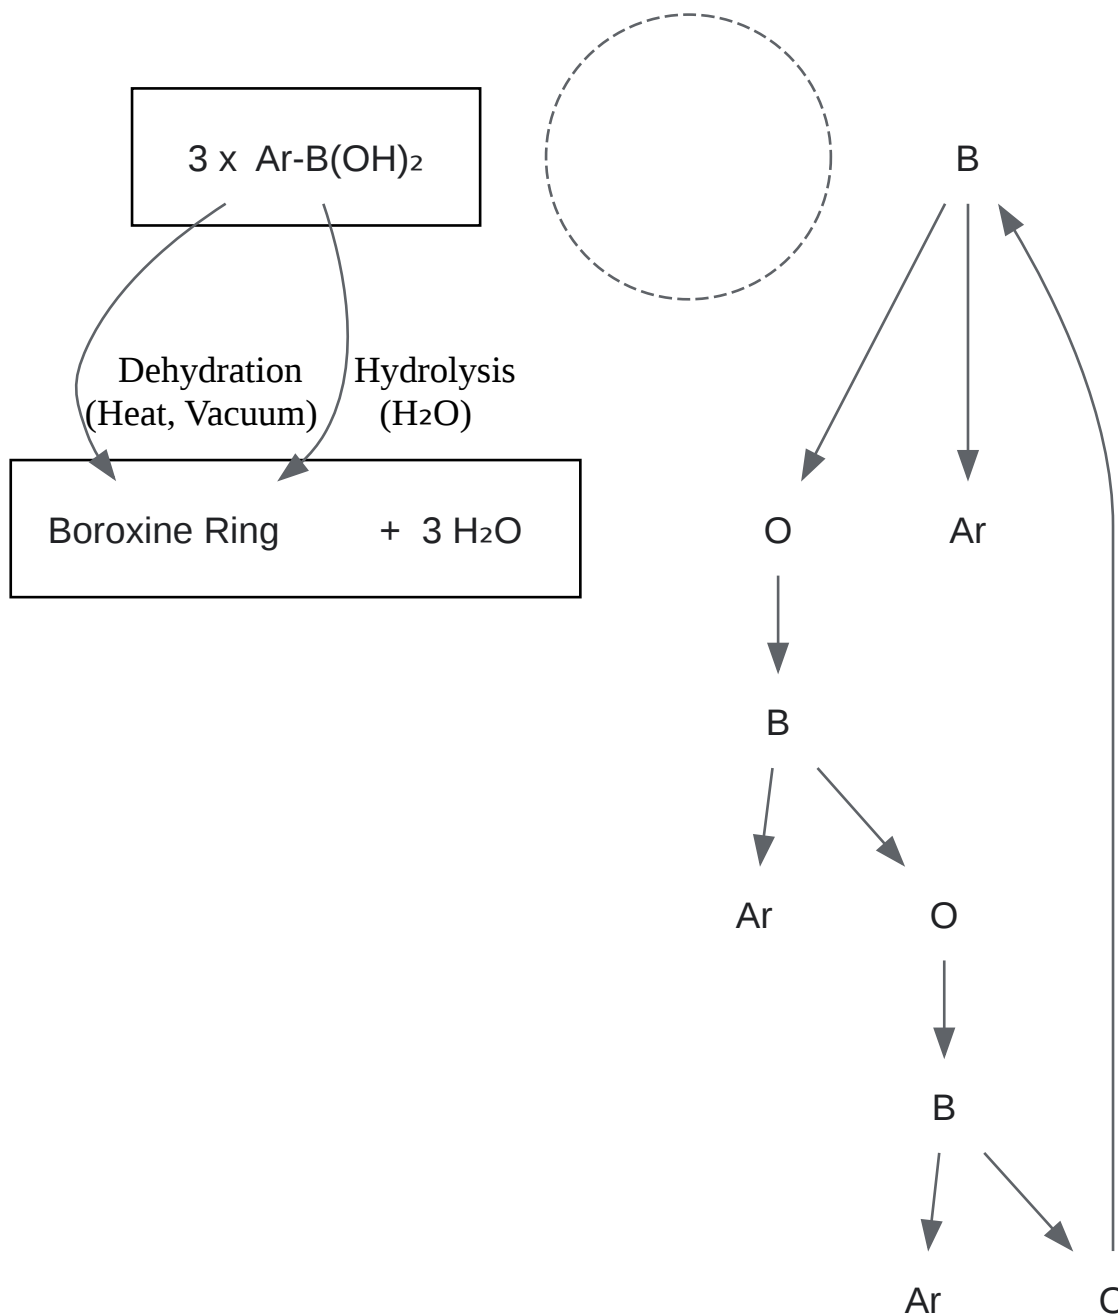 3 x Ar-B(OH)₂
B
Dehydration
(Heat, Vacuum)
Hydrolysis
(H₂O)
Boroxine Ring + 3 H₂O
O
Ar
B
Ar
O
B
Ar